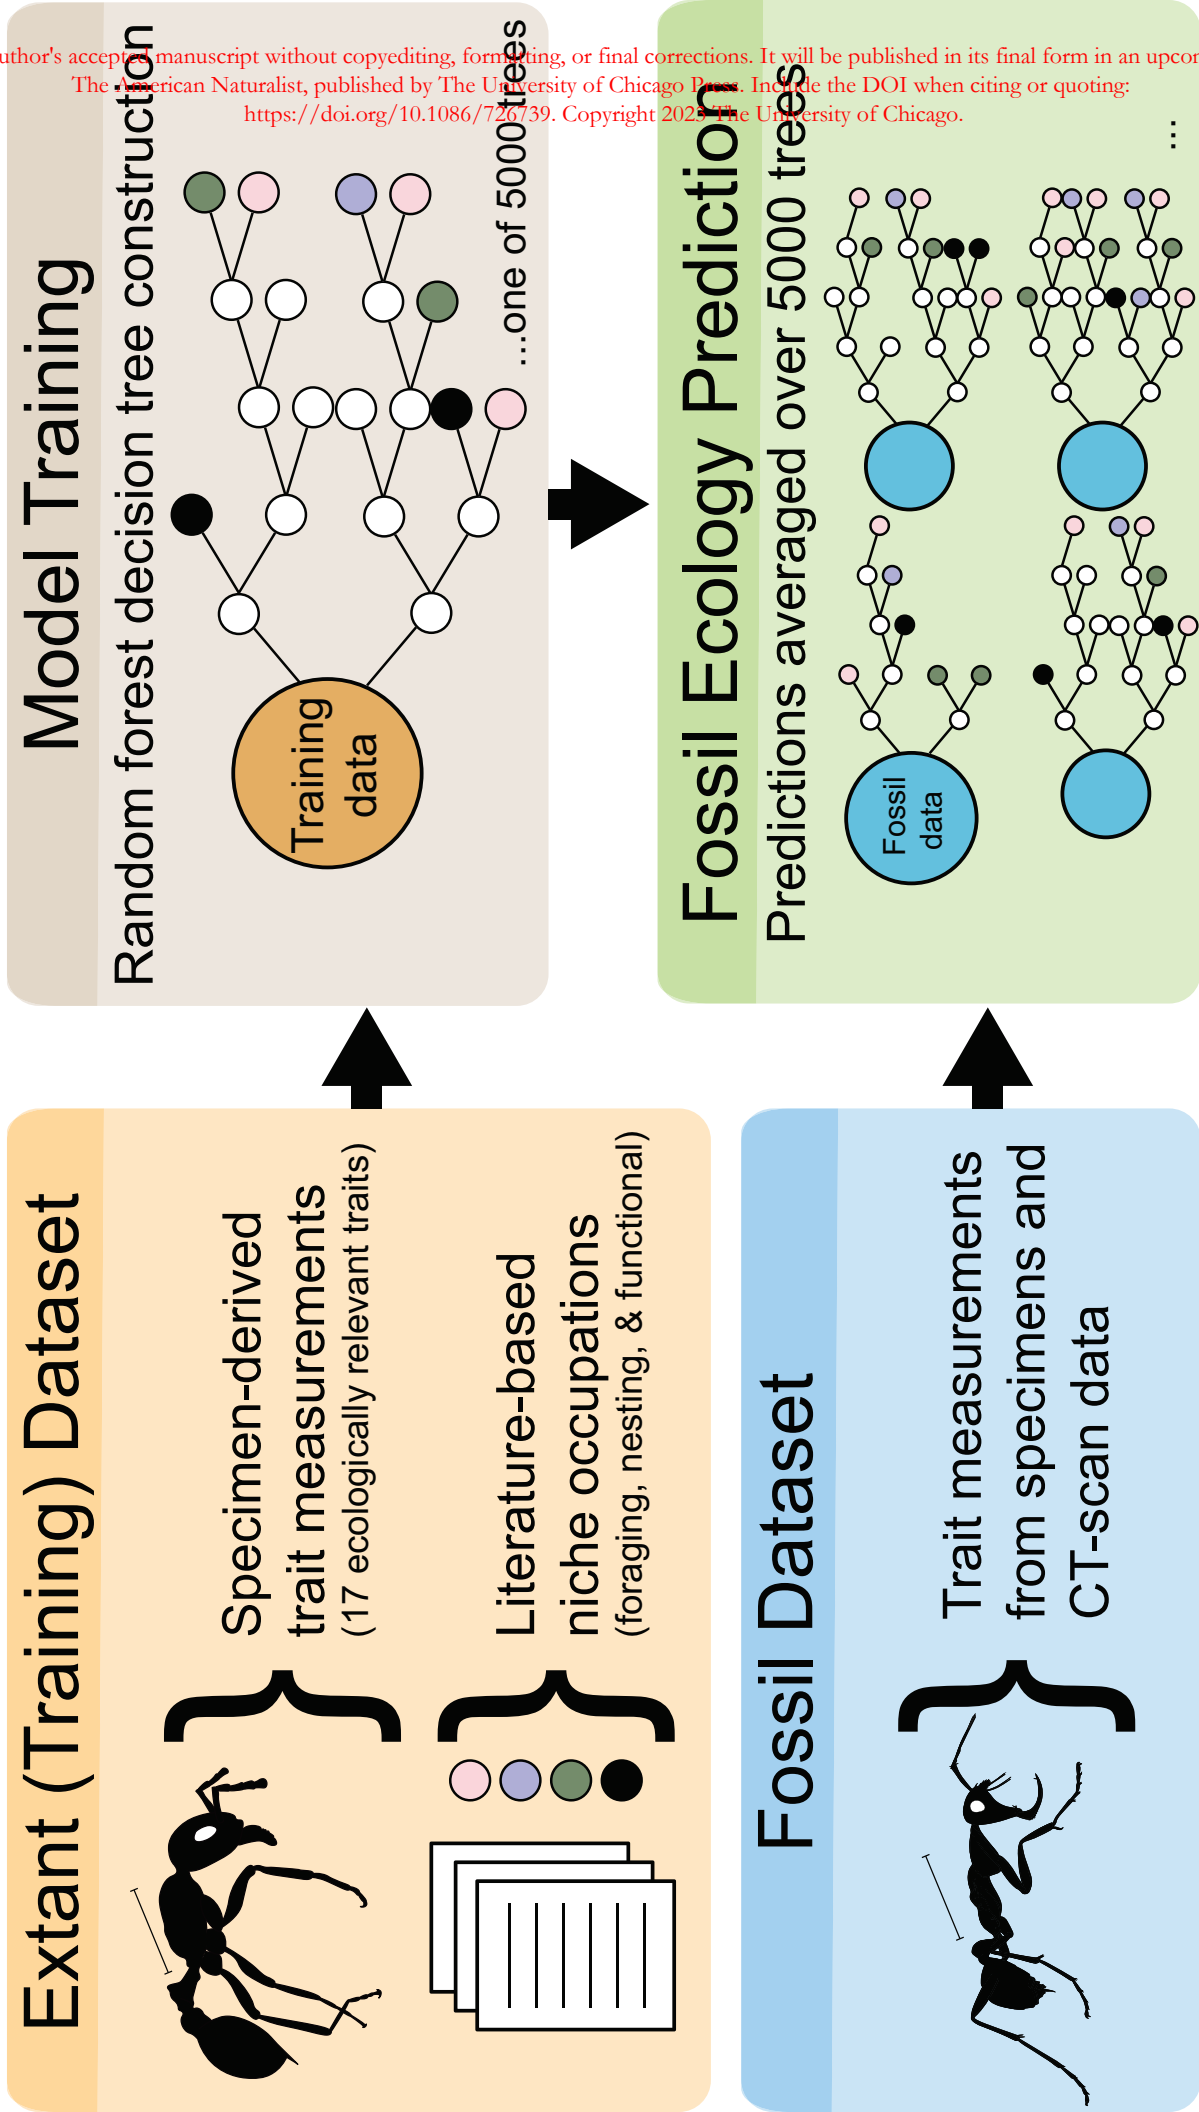 uthor's accepted manuscript without copyediting, formatting, or final corrections. It will be published in its final form in an upcor
The American Naturalist, published by The University of Chicago Press. Include the DOI when citing or quoting:
https://doi.org/10.1086/726739. Copyright 2023 The University of Chicago.
Extant (Training) Dataset
Specimen-derived
trait measurements
(17 ecologically relevant traits)
Literature-based
niche occupations
(foraging, nesting, & functional)
Model Training
Random forest decision tree construction
Training
data
...one of 5000 trees
Fossil Dataset
Trait measurements
from specimens and
CT-scan data
Fossil Ecology Prediction
Predictions averaged over 5000 trees
Fossil
data
...